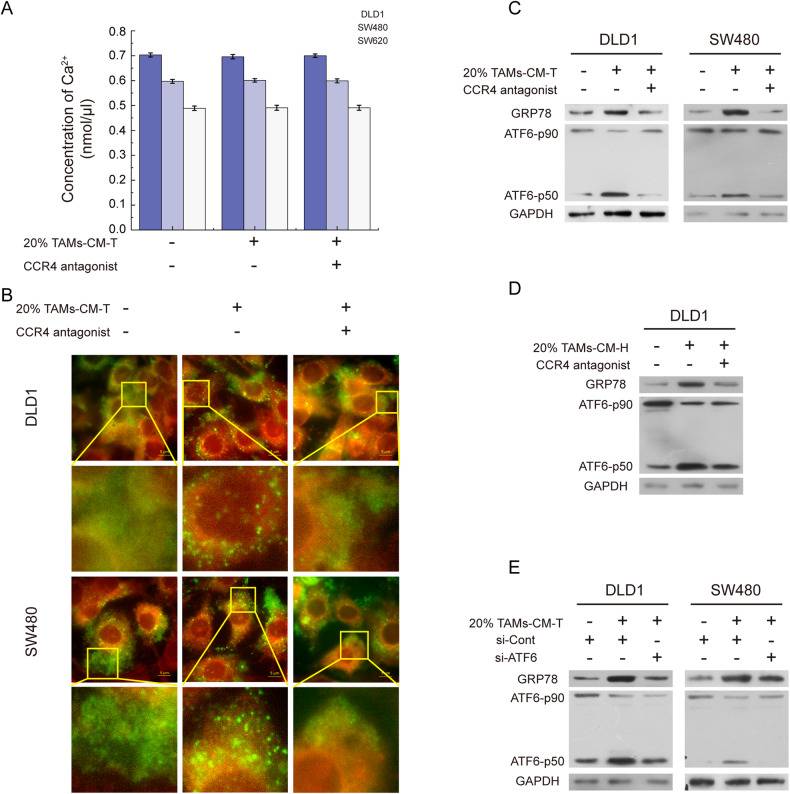 A
DLD1
SW480
SW620
Concentration of Ca2+
(nmol/μl)
0.8
0.7
0.6
0.5
0.4
0.3
0.2
0.1
0.0
20% TAMs-CM-T - + +
CCR4 antagonist - - +
B
20% TAMs-CM-T - + +
CCR4 antagonist - - +
DLD1
SW480
C
DLD1 SW480
20% TAMs-CM-T - + + - + +
CCR4 antagonist - - + - - +
GRP78
ATF6-p90
ATF6-p50
GAPDH
D
DLD1
20% TAMs-CM-H - + +
CCR4 antagonist - - +
GRP78
ATF6-p90
ATF6-p50
GAPDH
E
DLD1 SW480
20% TAMs-CM-T - + + - + +
si-Cont + + - + + -
si-ATF6 - - + - - +
GRP78
ATF6-p90
ATF6-p50
GAPDH